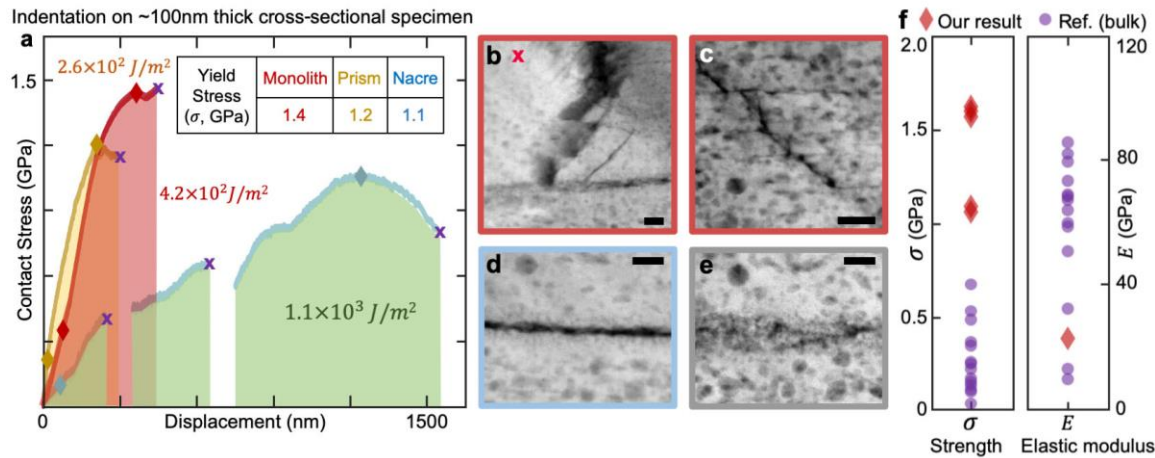 Indentation on ~100nm thick cross-sectional specimen
a
1.5
1.0
0.5
0
Contact Stress (GPa)
2.6×10² J/m²
Yield Stress (σ, GPa) Monolith Prism Nacre
1.4 1.2 1.1
4.2×10² J/m²
1.1×10³ J/m²
0 1500
Displacement (nm)
b
x
c
d
e
f Our result Ref. (bulk)
2.0
1.5
0.5
0
σ (GPa)
σ
Strength
120
80
40
0
E (GPa)
E
Elastic modulus